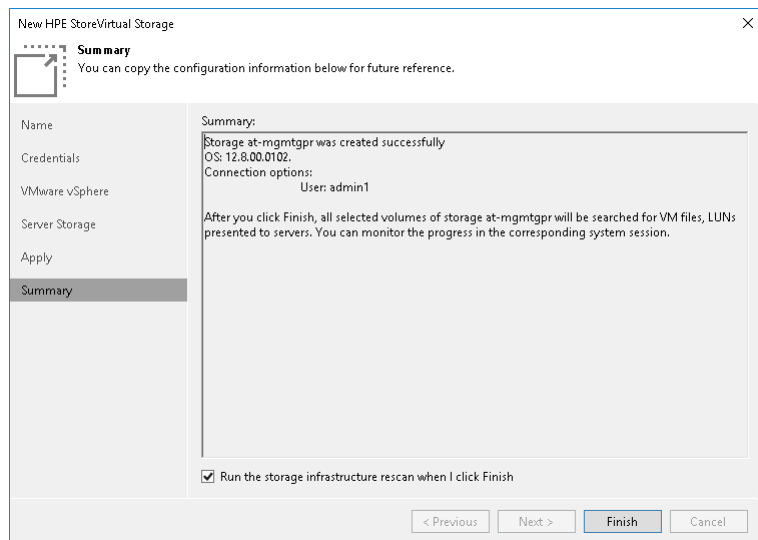 New HPE StoreVirtual Storage
Summary
You can copy the configuration information below for future reference.
Name
Credentials
VMware vSphere
Server Storage
Apply
Summary
Summary:
Storage at-mgmtgpr was created successfully
OS: 12.8.00.0102.
Connection options:
User: admin1
After you click Finish, all selected volumes of storage at-mgmtgpr will be searched for VM files, LUNs
presented to servers. You can monitor the progress in the corresponding system session.
Run the storage infrastructure rescan when I click Finish
< Previous
Next >
Finish
Cancel